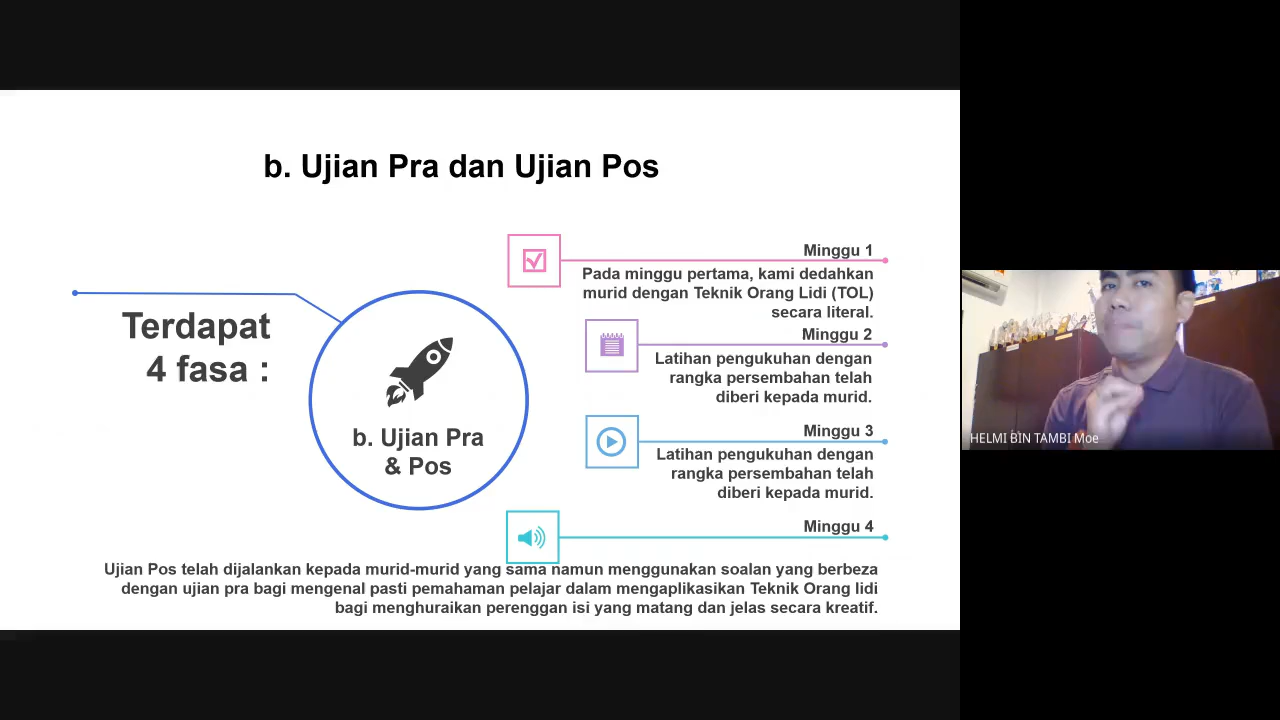 b. Ujian Pra dan Ujian Pos
Terdapat
4 fasa :
b. Ujian Pra
& Pos
Minggu 1
Pada minggu pertama, kami dedahkan
murid dengan Teknik Orang Lidi (TOL)
secara literal.
Minggu 2
Latihan pengukuhan dengan
rangka persembahan telah
diberi kepada murid.
Minggu 3
Latihan pengukuhan dengan
rangka persembahan telah
diberi kepada murid.
Minggu 4
Ujian Pos telah dijalankan kepada murid-murid yang sama namun menggunakan soalan yang berbeza
dengan ujian pra bagi mengenal pasti pemahaman pelajar dalam mengaplikasikan Teknik Orang lidi
bagi menghuraikan perenggan isi yang matang dan jelas secara kreatif.
HELMI BIN TAMBI Moe